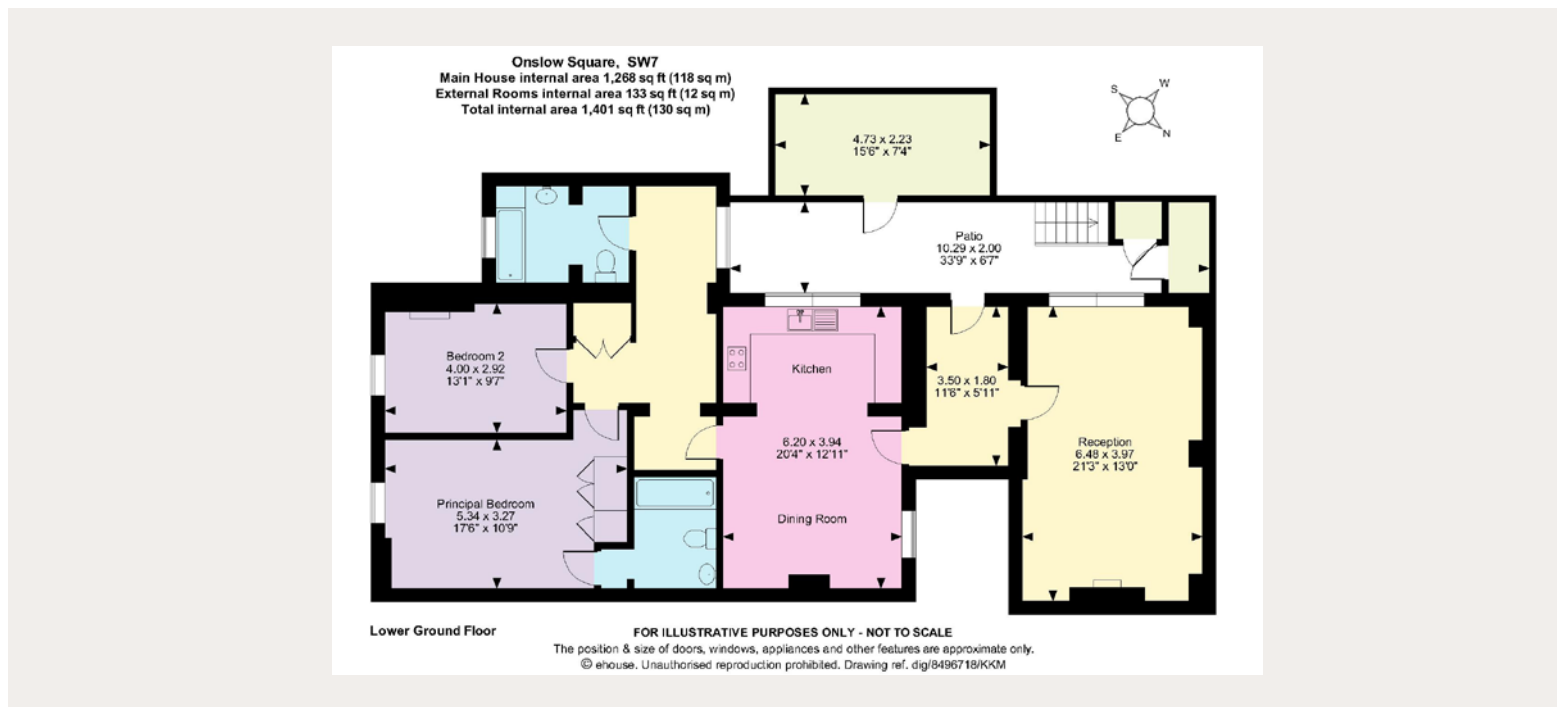 Onslow Square, SW7
Main House internal area 1,268 sq ft (118 sq m)
External Rooms internal area 133 sq ft (12 sq m)
Total internal area 1,401 sq ft (130 sq m)
S
W
E
N
4.73 x 2.23
15'6" x 7'4"
Patio
10.29 x 2.00
33'9" x 6'7"
Bedroom 2
4.00 x 2.92
13'1" x 9'7"
Kitchen
3.50 x 1.80
11'6" x 5'11"
6.20 x 3.94
20'4" x 12'11"
Reception
6.48 x 3.97
21'3" x 13'0"
Principal Bedroom
5.34 x 3.27
17'6" x 10'9"
Dining Room
Lower Ground Floor
FOR ILLUSTRATIVE PURPOSES ONLY - NOT TO SCALE
The position & size of doors, windows, appliances and other features are approximate only.
© ehouse. Unauthorised reproduction prohibited. Drawing ref. dig/8496718/KKM